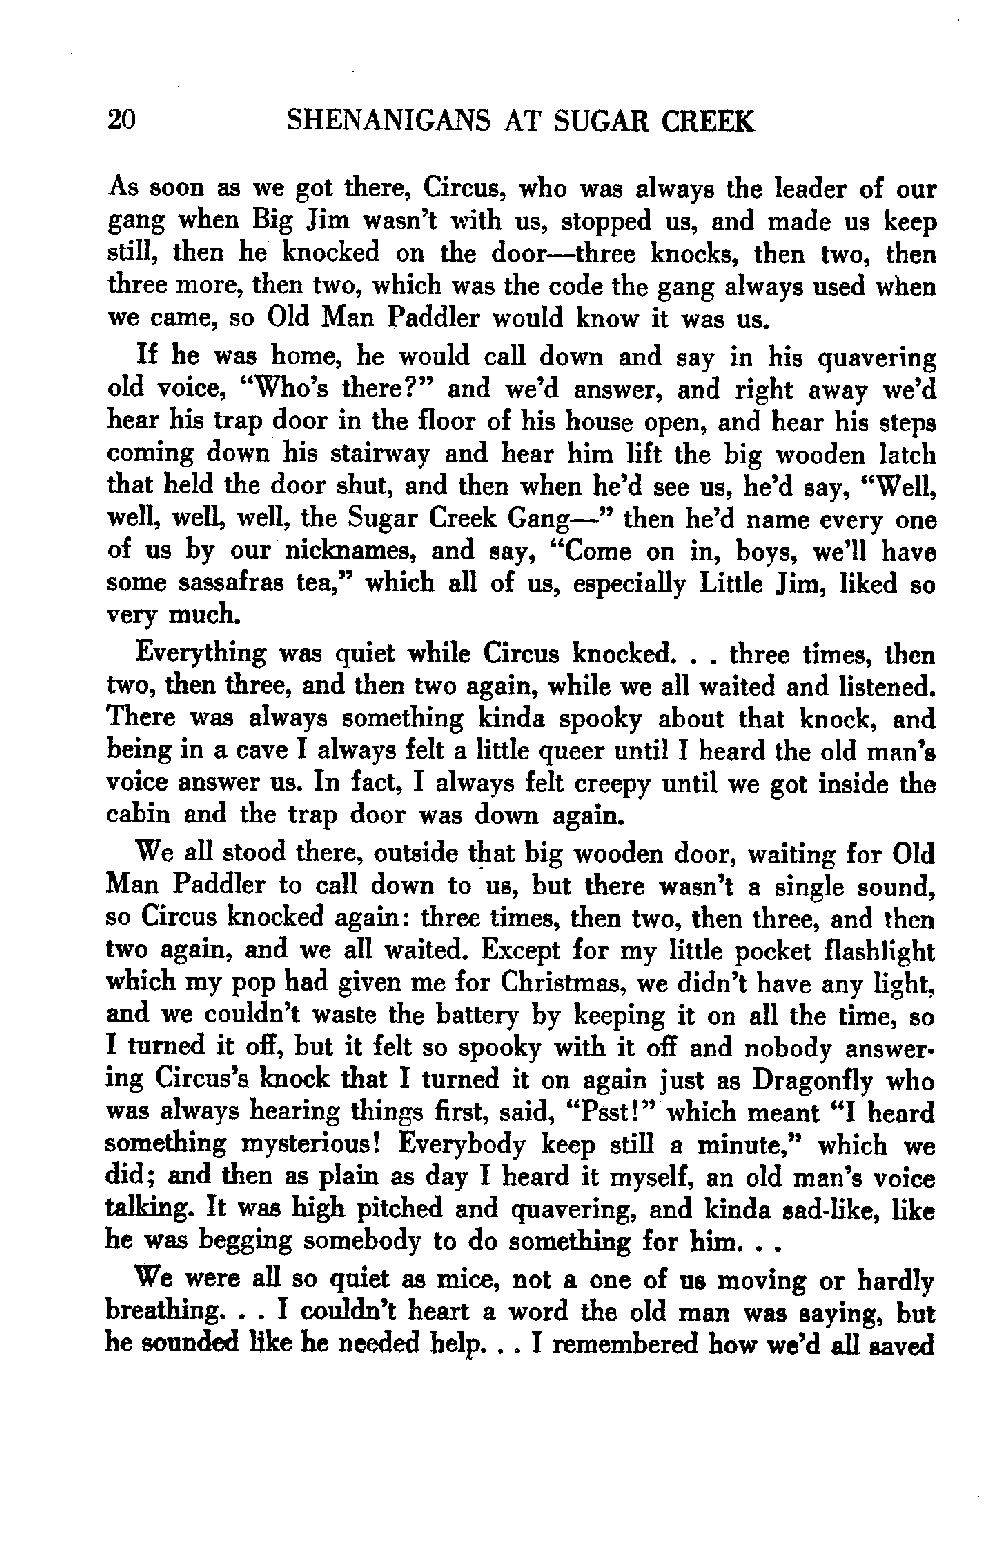 20 SHENANIGANS AT SUGAR CREEK
As soon as we got there, Circus, who was always the leader of our
gang when Big Jim wasn't with us, stopped us, and made us keep
still, then he knocked on the door—three knocks, then two, then
three more, then two, which was the code the gang always used when
we came, so Old Man Paddler would know it was us.
If he was home, he would call down and say in his quavering
old voice, “Who's there?” and we'd answer, and right away we'd
hear his trap door in the floor of his house open, and hear his steps
coming down his stairway and hear him lift the big wooden latch
that held the door shut, and then when he'd see us, he'd say, “Well,
well, well, well, the Sugar Creek Gang—” then he'd name every one
of us by our nicknames, and say, “Come on in, boys, we'll have
some sassafras tea,” which all of us, especially Little Jim, liked so
very much.
Everything was quiet while Circus knocked. . . three times, then
two, then three, and then two again, while we all waited and listened.
There was always something kinda spooky about that knock, and
being in a cave I always felt a little queer until I heard the old man's
voice answer us. In fact, I always felt creepy until we got inside the
cabin and the trap door was down again.
We all stood there, outside that big wooden door, waiting for Old
Man Paddler to call down to us, but there wasn't a single sound,
so Circus knocked again: three times, then two, then three, and then
two again, and we all waited. Except for my little pocket flashlight
which my pop had given me for Christmas, we didn't have any light,
and we couldn't waste the battery by keeping it on all the time, so
I turned it off, but it felt so spooky with it off and nobody answer-
ing Circus's knock that I turned it on again just as Dragonfly who
was always hearing things first, said, “Psst!” which meant “I heard
something mysterious! Everybody keep still a minute,” which we
did; and then as plain as day I heard it myself, an old man's voice
talking. It was high pitched and quavering, and kinda sad-like, like
he was begging somebody to do something for him. . .
We were all so quiet as mice, not a one of us moving or hardly
breathing. . . I couldn't heart a word the old man was saying, but
he sounded like he needed help. . . I remembered how we'd all saved